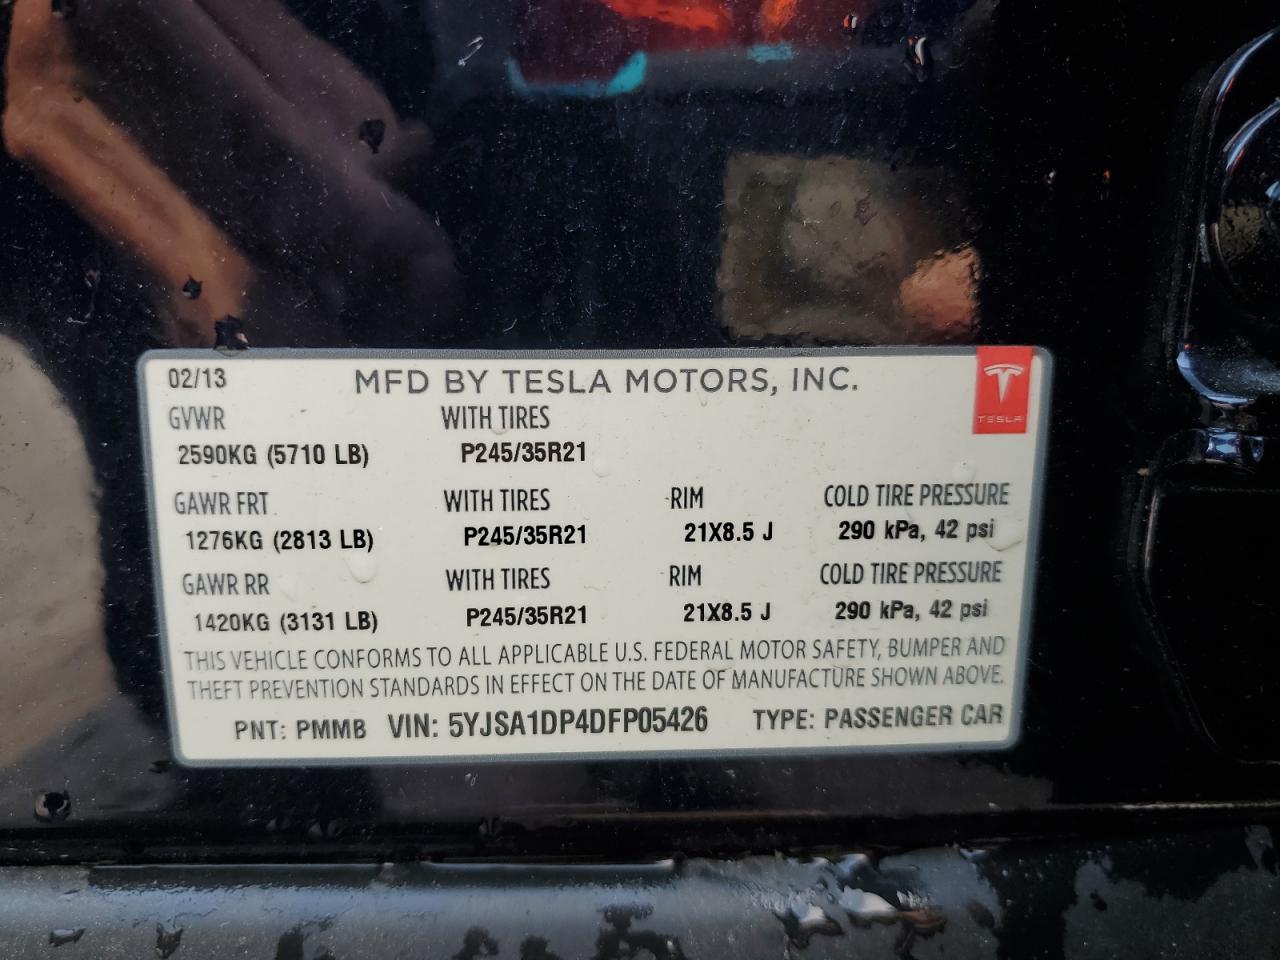 02/13 MFD BY TESLA MOTORS, INC.
TESLA
GVWR WITH TIRES
2590KG (5710 LB) P245/35R21
GAWR FRT WITH TIRES RIM COLD TIRE PRESSURE
1276KG (2813 LB) P245/35R21 21X8.5 J 290 kPa, 42 psi
GAWR RR WITH TIRES RIM COLD TIRE PRESSURE
1420KG (3131 LB) P245/35R21 21X8.5 J 290 kPa, 42 psi
THIS VEHICLE CONFORMS TO ALL APPLICABLE U.S. FEDERAL MOTOR SAFETY, BUMPER AND
THEFT PREVENTION STANDARDS IN EFFECT ON THE DATE OF MANUFACTURE SHOWN ABOVE.
PNT: PMMB VIN: 5YJSA1DP4DFP05426 TYPE: PASSENGER CAR